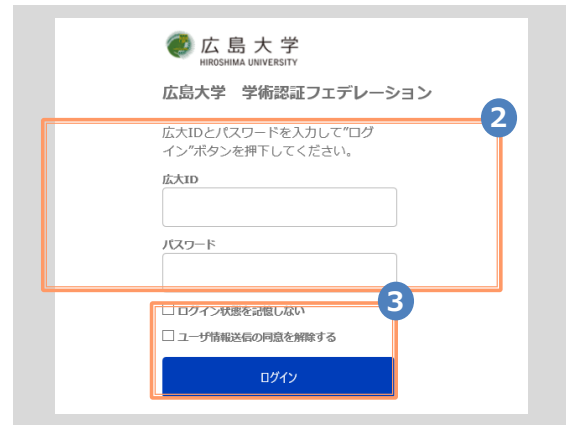 広島大学
HIROSHIMA UNIVERSITY
広島大学　学術認証フェデレーション
2
広大IDとパスワードを入力して"ログ
イン"ボタンを押下してください。
広大ID
パスワード
3
ログイン状態を記憶しない
ユーザ情報送信の同意を解除する
ログイン